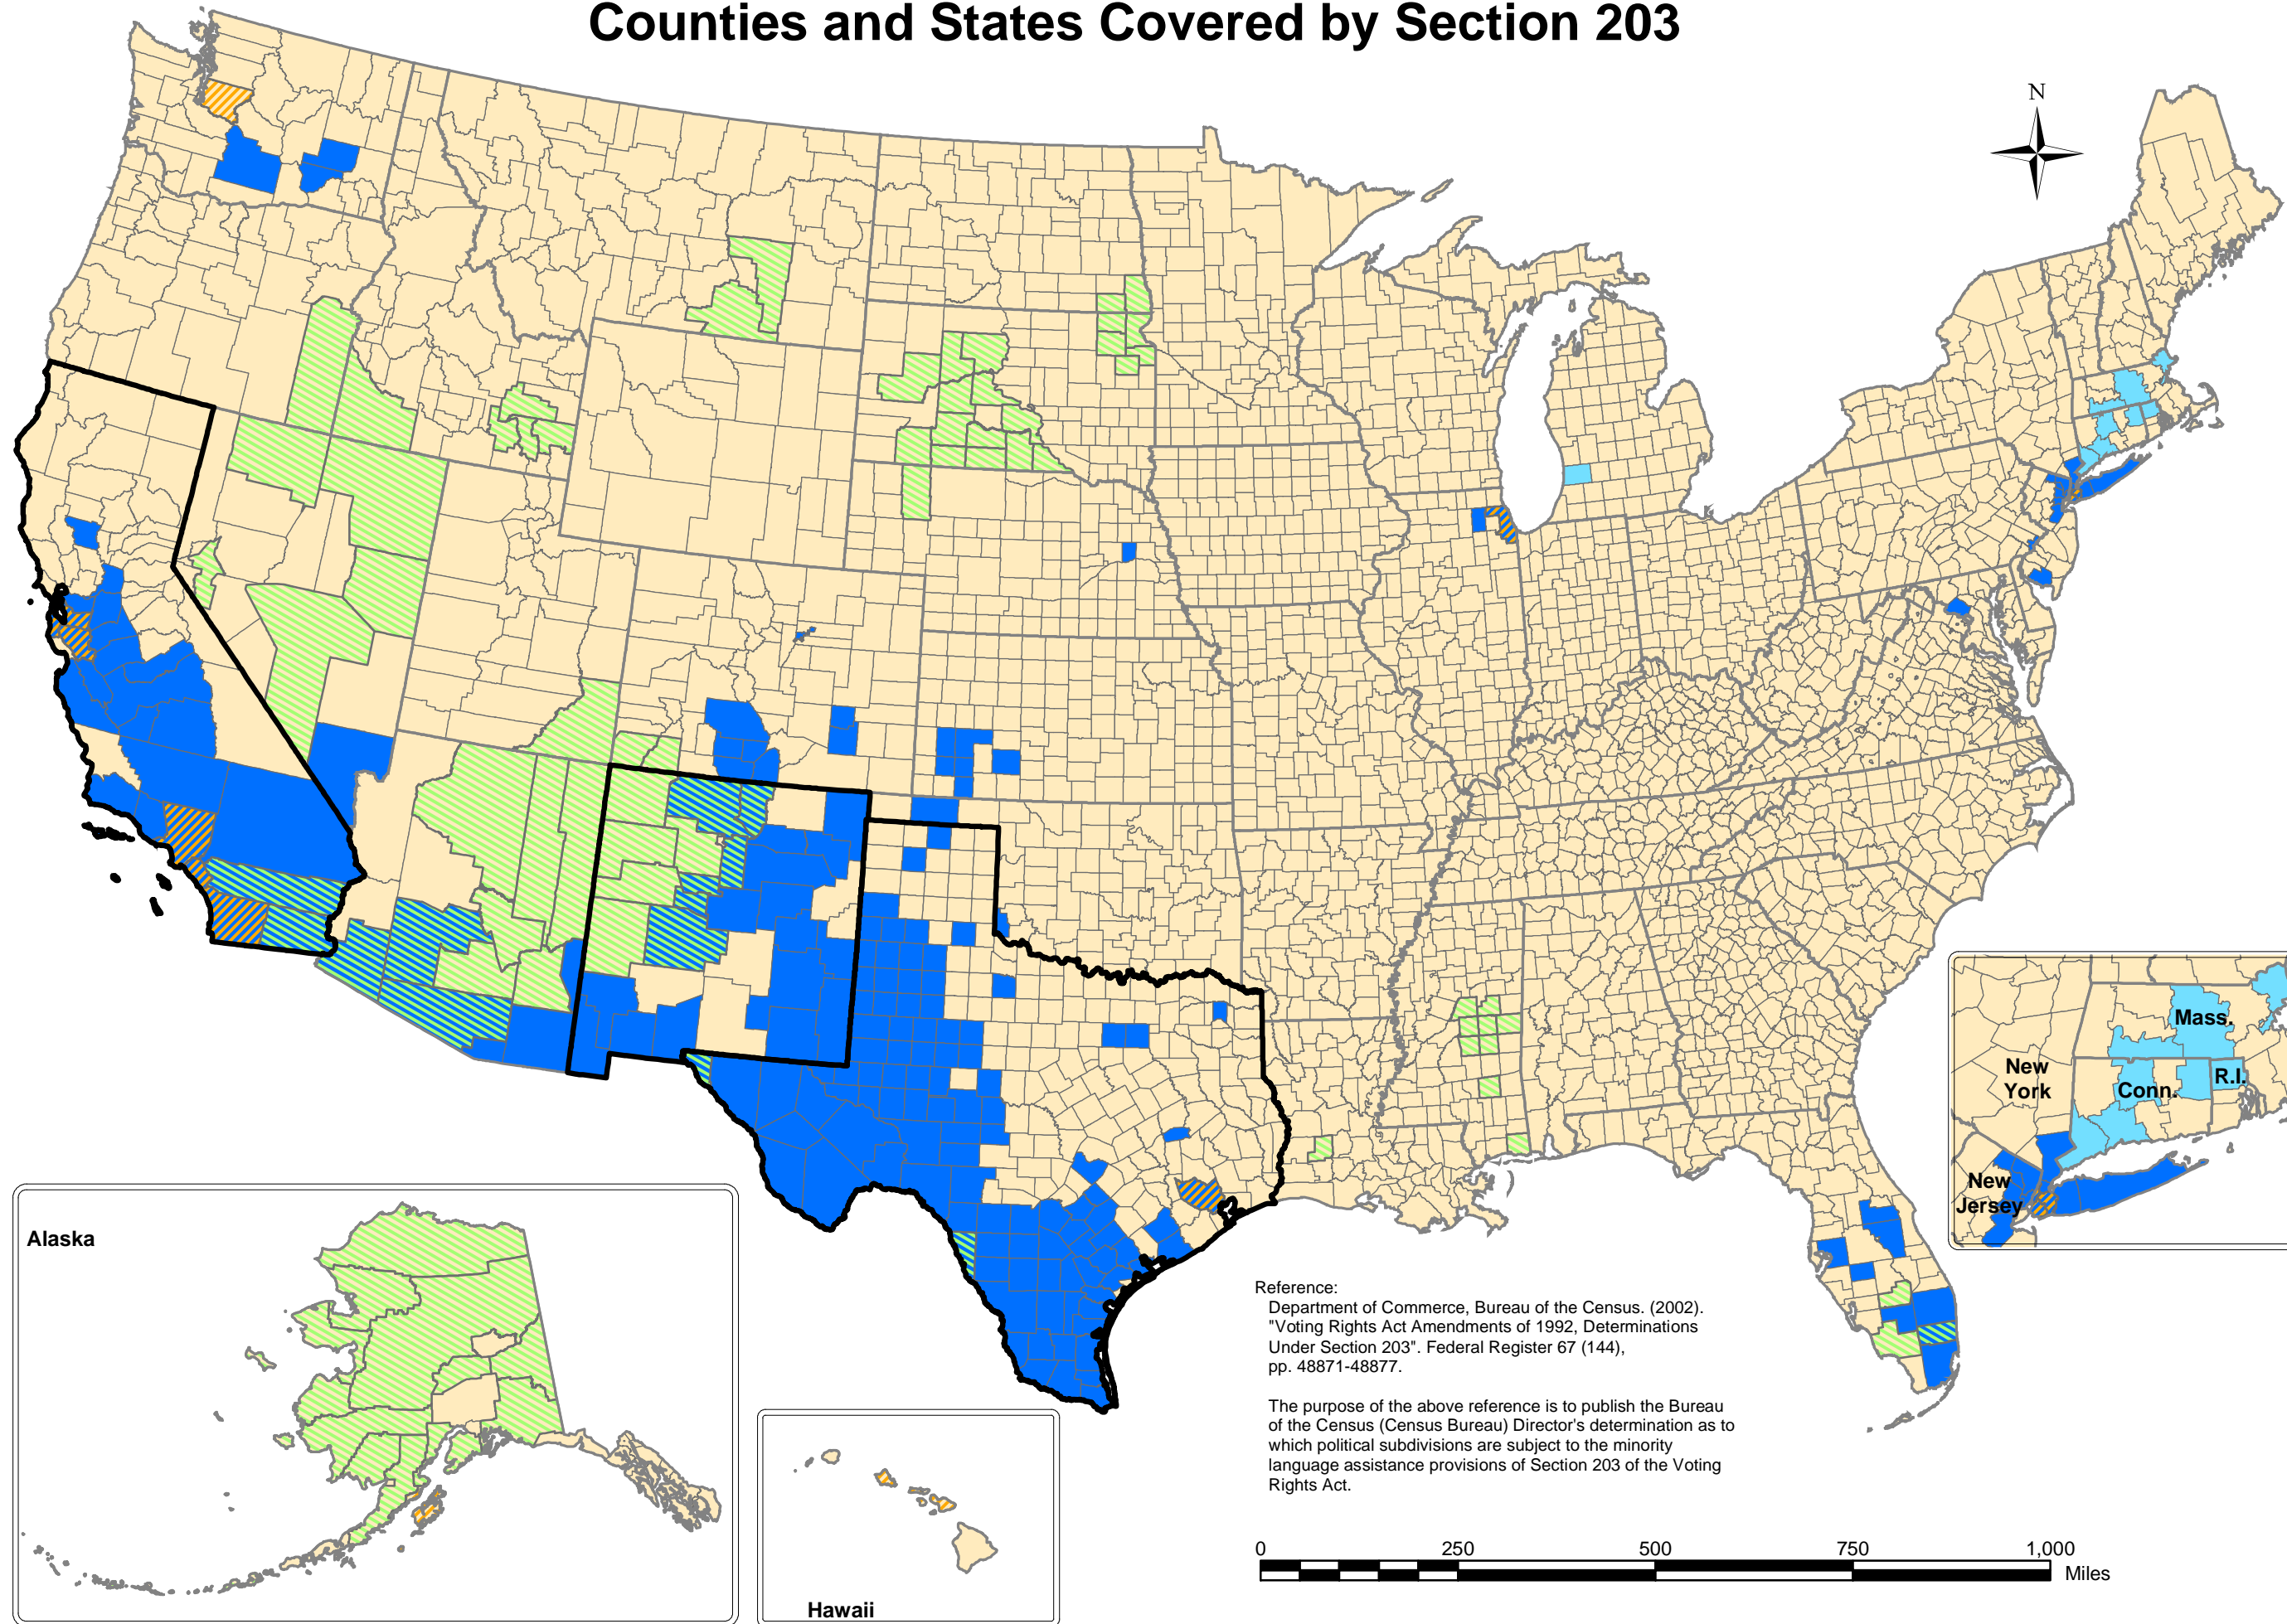 Counties and States Covered by Section 203
N
Mass.
New
York
Conn.
R.I.
New
Jersey
Alaska
Hawaii
Reference:
Department of Commerce, Bureau of the Census. (2002).
"Voting Rights Act Amendments of 1992, Determinations
Under Section 203". Federal Register 67 (144),
pp. 48871-48877.
The purpose of the above reference is to publish the Bureau
of the Census (Census Bureau) Director's determination as to
which political subdivisions are subject to the minority
language assistance provisions of Section 203 of the Voting
Rights Act.
0 250 500 750 1,000
Miles